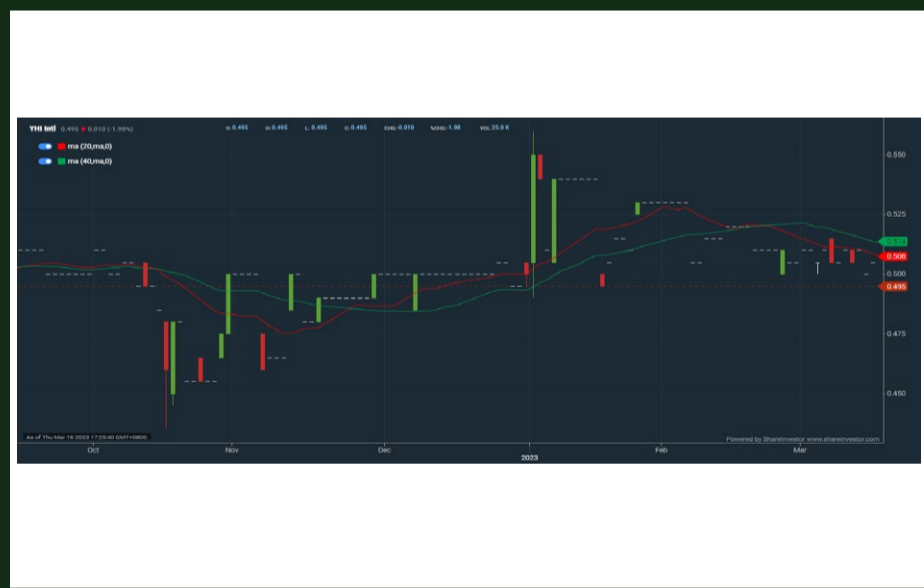 YHI Intl 0.495 0.010 (-1.98%) O: 0.495 H: 0.495 L: 0.495 C: 0.495 CHG: -0.010 %CHG: -1.98 VOL: 35.0 K
ma (20,ma,0)
ma (40,ma,0)
0.550
0.525
0.514
0.508
0.500
0.495
0.475
0.450
As of Thu Mar 16 2023 17:25:40 GMT+0800
Powered by ShareInvestor www.shareinvestor.com
Oct Nov Dec 2023 Feb Mar